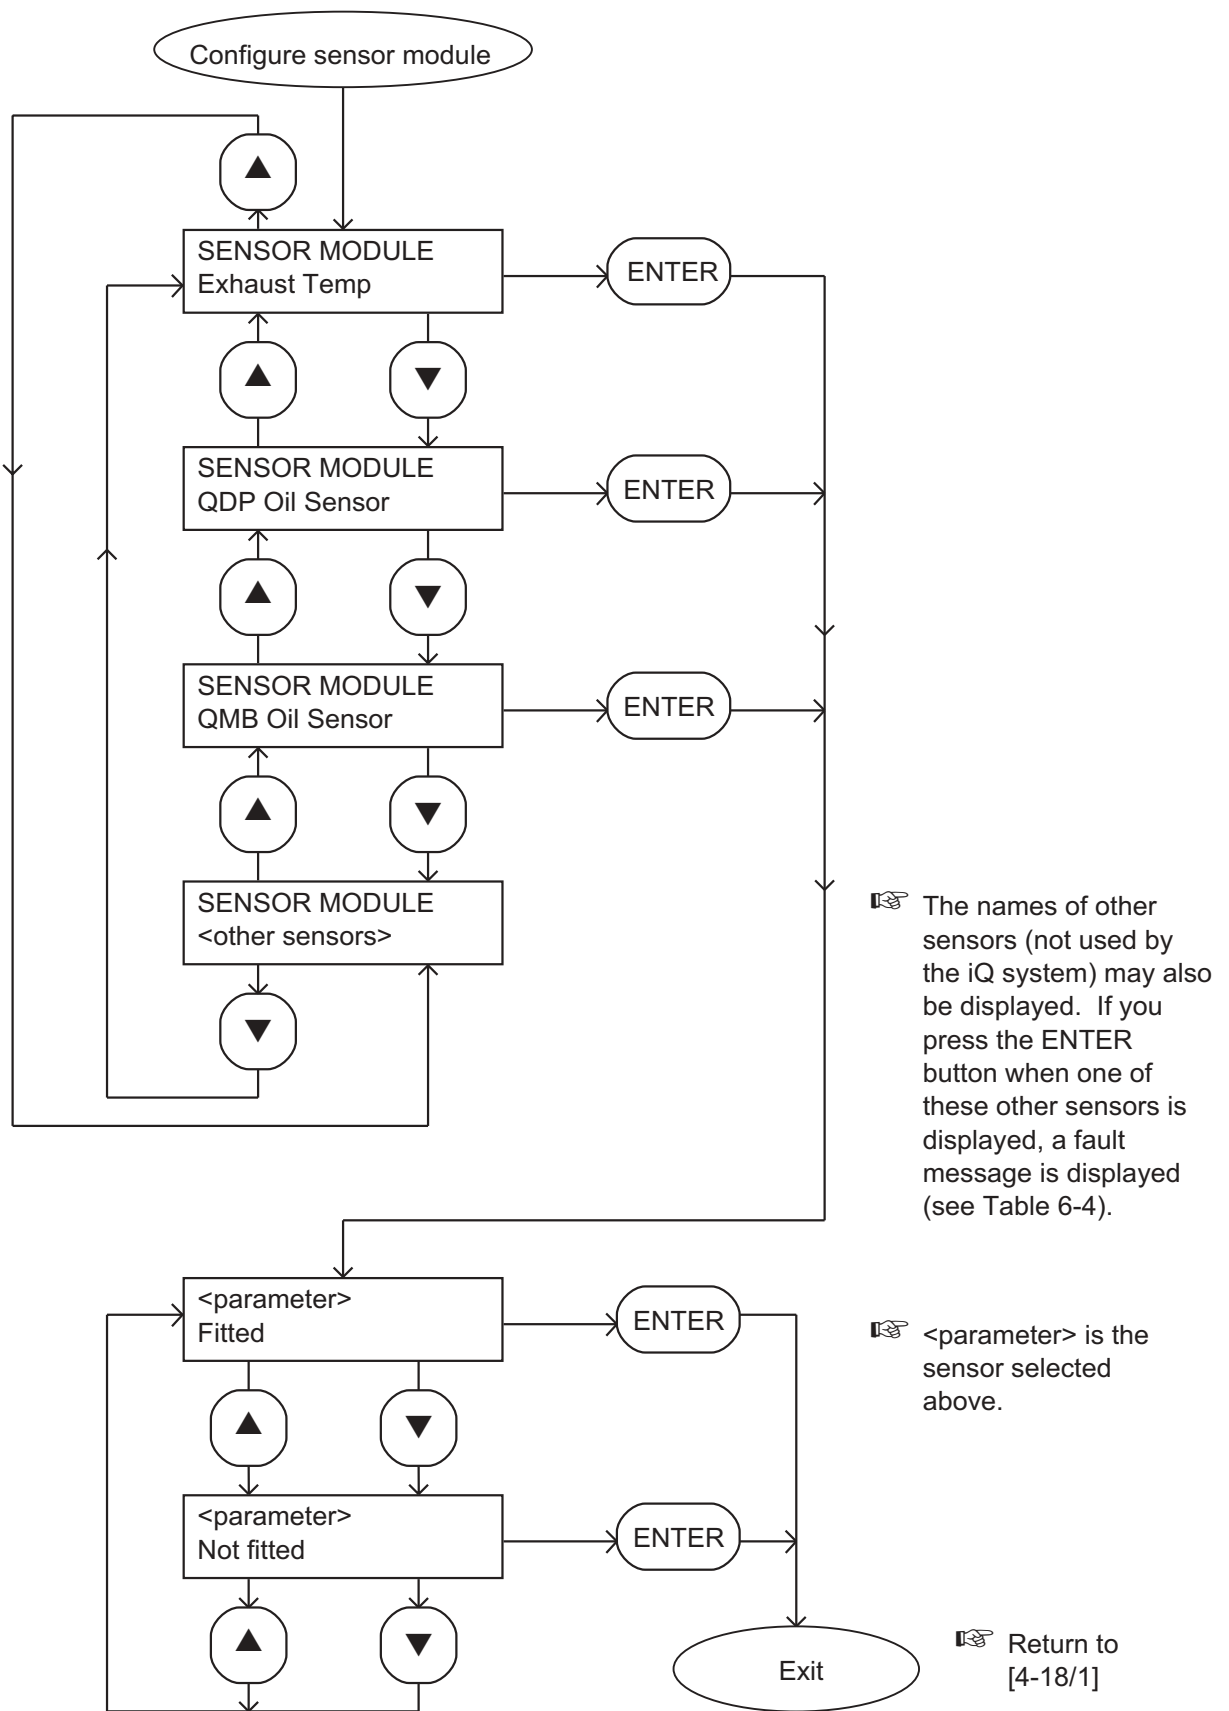 Configure sensor module
▲
SENSOR MODULE
Exhaust Temp
ENTER
▲
▼
SENSOR MODULE
QDP Oil Sensor
ENTER
▲
▼
SENSOR MODULE
QMB Oil Sensor
ENTER
▲
▼
SENSOR MODULE
<other sensors>
▼
☞ The names of other
sensors (not used by
the iQ system) may also
be displayed. If you
press the ENTER
button when one of
these other sensors is
displayed, a fault
message is displayed
(see Table 6-4).
<parameter>
Fitted
ENTER
☞ <parameter> is the
sensor selected
above.
▲
▼
<parameter>
Not fitted
ENTER
▲
▼
Exit
☞ Return to
[4-18/1]